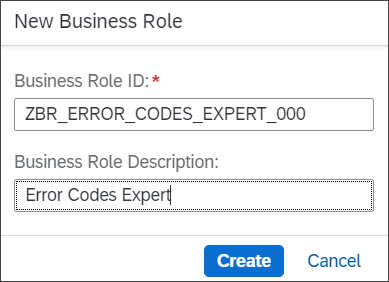 New Business Role
Business Role ID:*
ZBR_ERROR_CODES_EXPERT_000
Business Role Description:
Error Codes Expert
Create Cancel